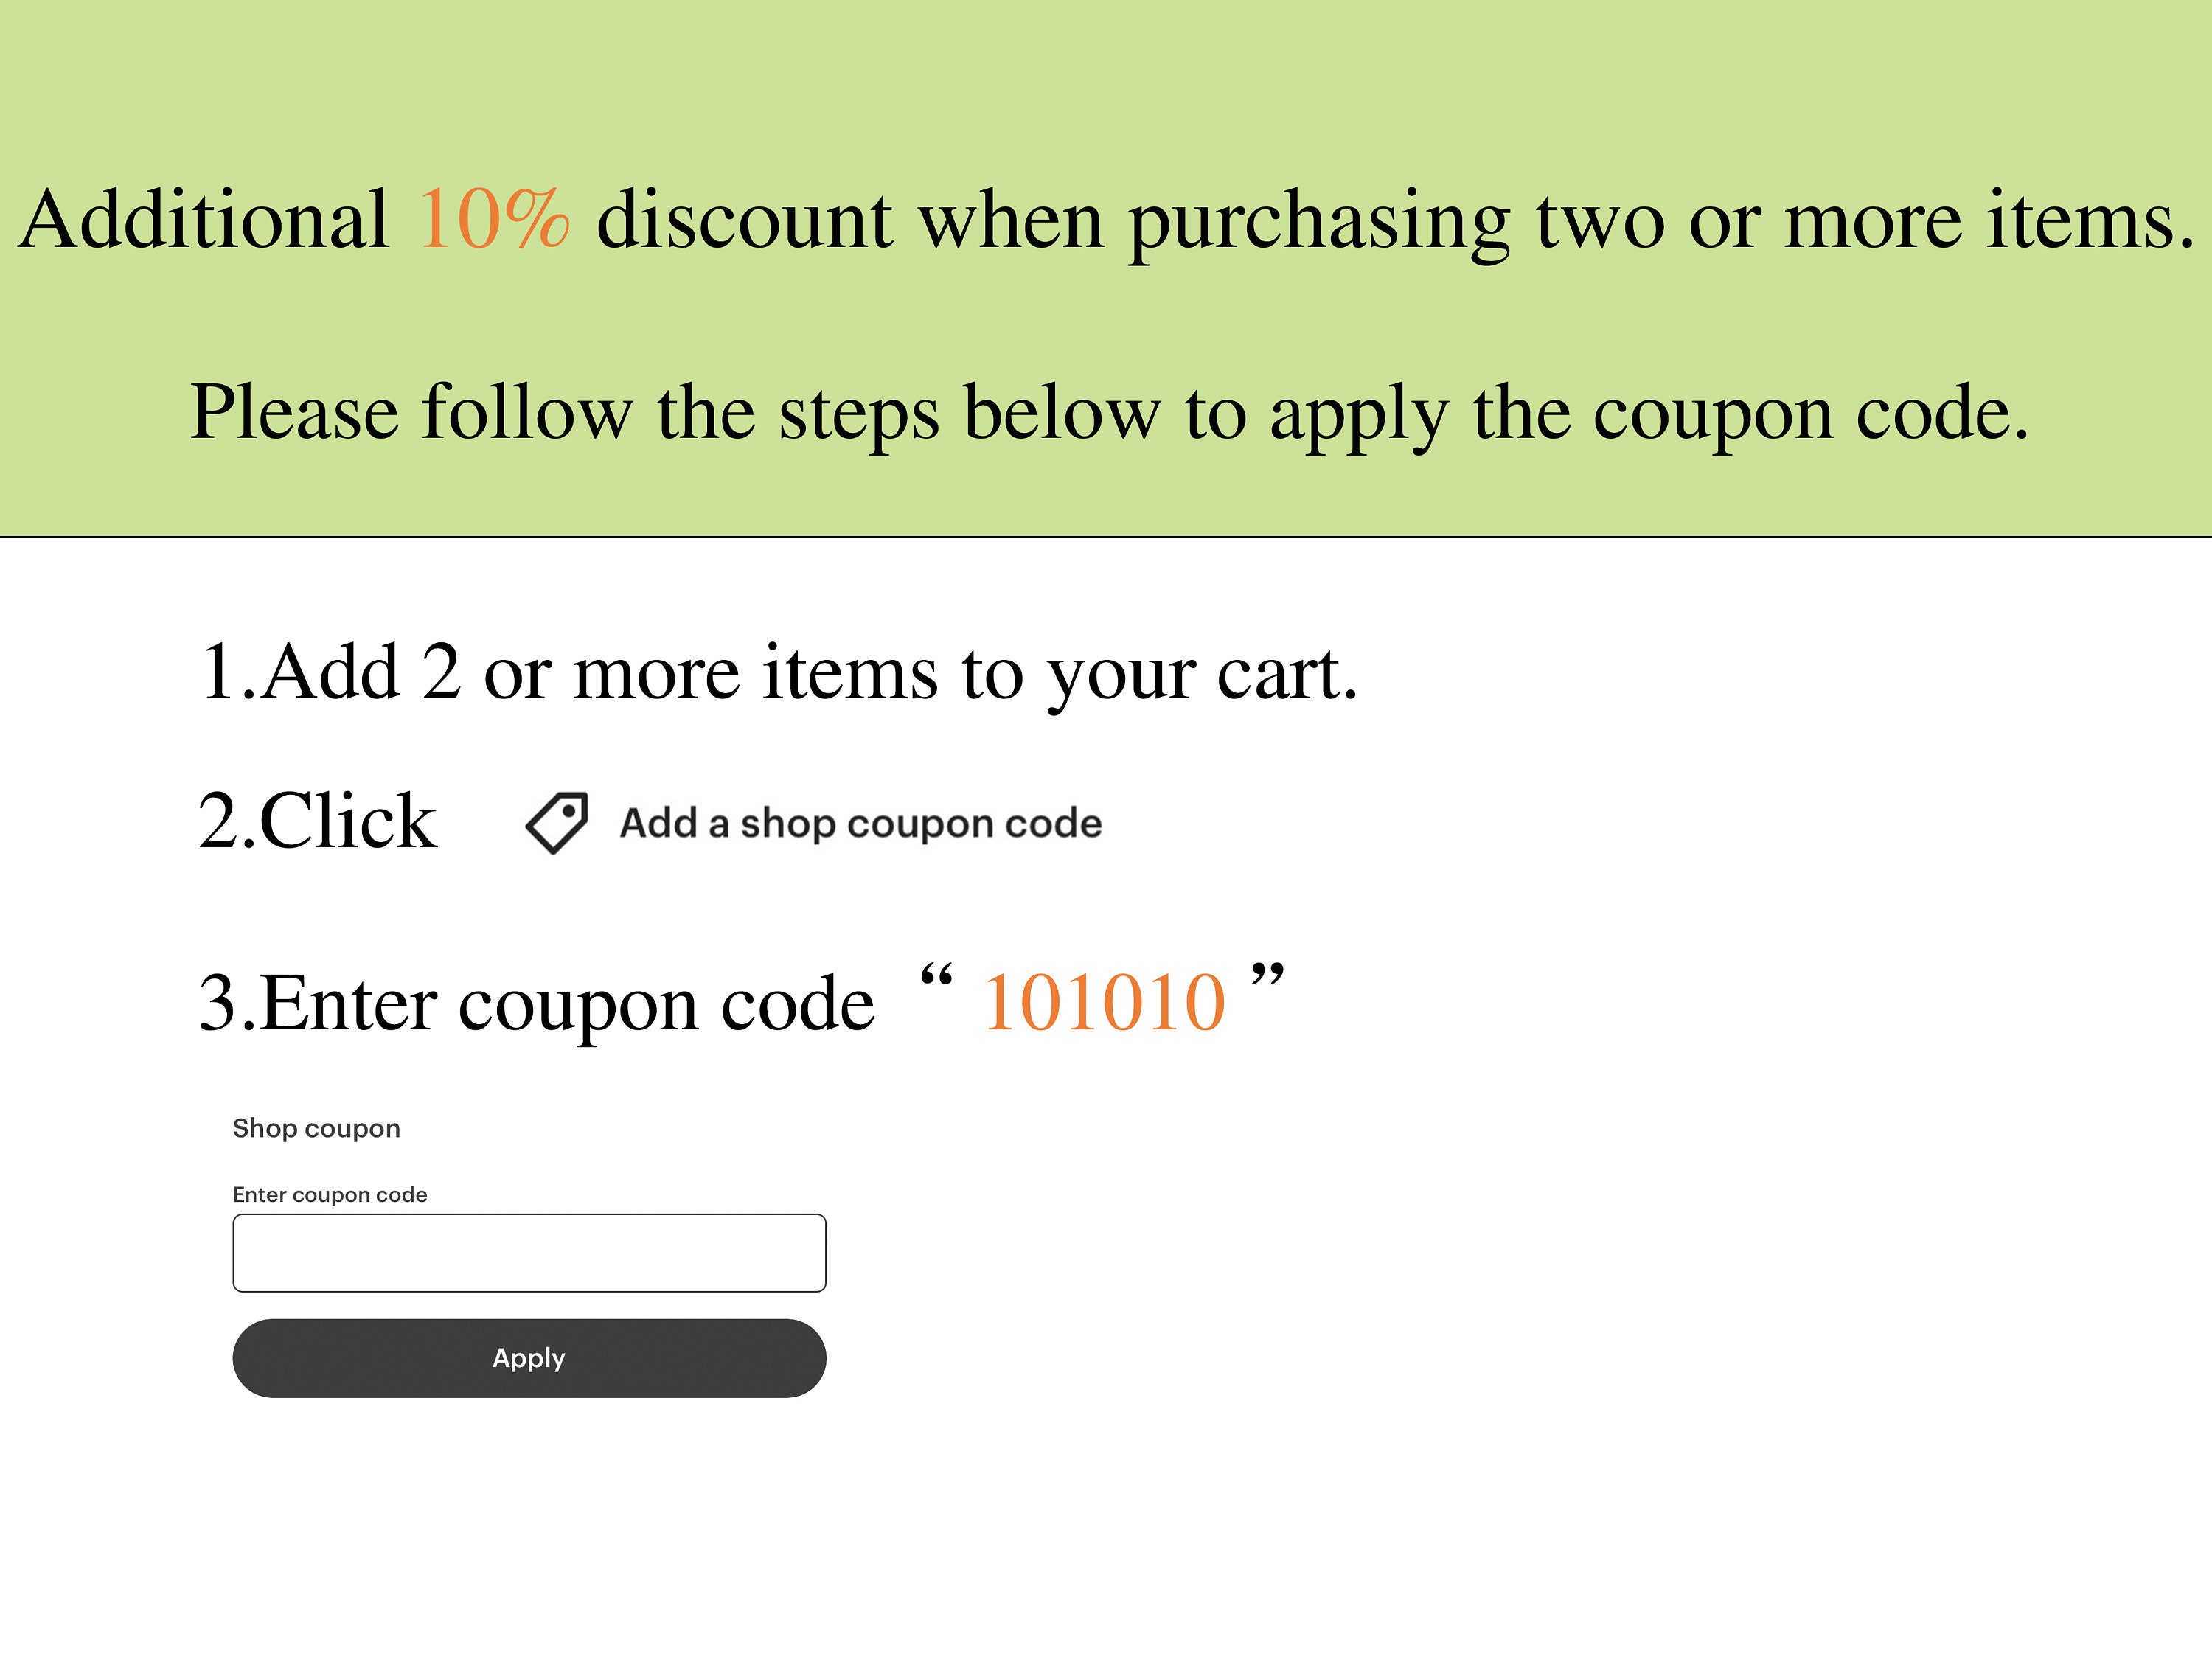 Additional 10% discount when purchasing two or more items.
Please follow the steps below to apply the coupon code.
1.Add 2 or more items to your cart.
2.Click Add a shop coupon code
3.Enter coupon code “ 101010 ”
Shop coupon
Enter coupon code
Apply